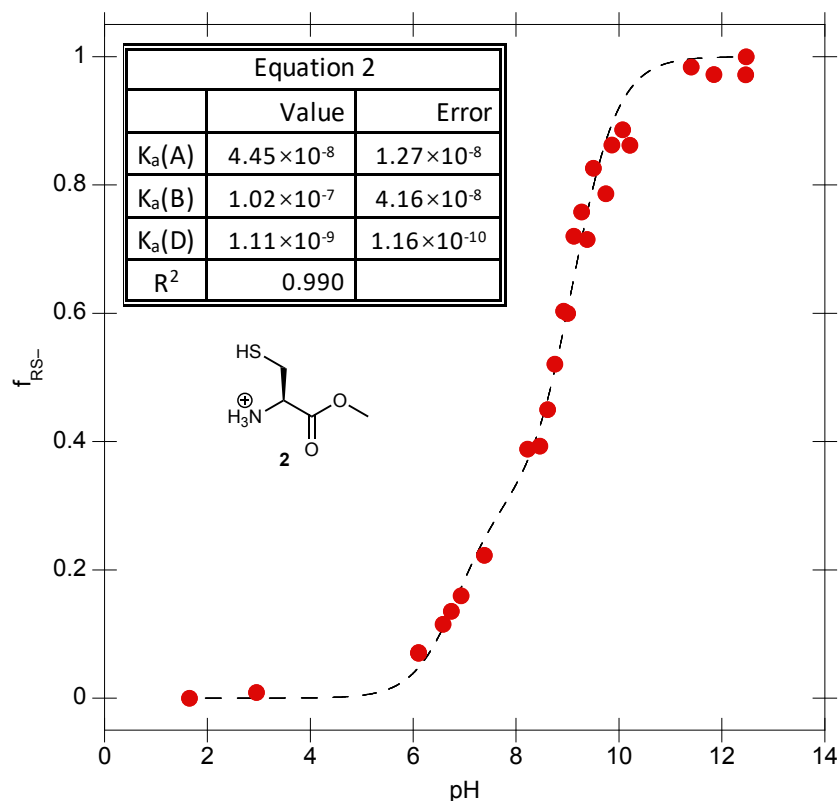 Equation 2
Value Error
Kₐ(A) 4.45×10⁻⁸ 1.27×10⁻⁸
Kₐ(B) 1.02×10⁻⁷ 4.16×10⁻⁸
Kₐ(D) 1.11×10⁻⁹ 1.16×10⁻¹⁰
R² 0.990
1
0.8
0.6
0.4
0.2
0
f_RS–
HS
⊕
H₃N
O
O
2
0 2 4 6 8 10 12 14
pH